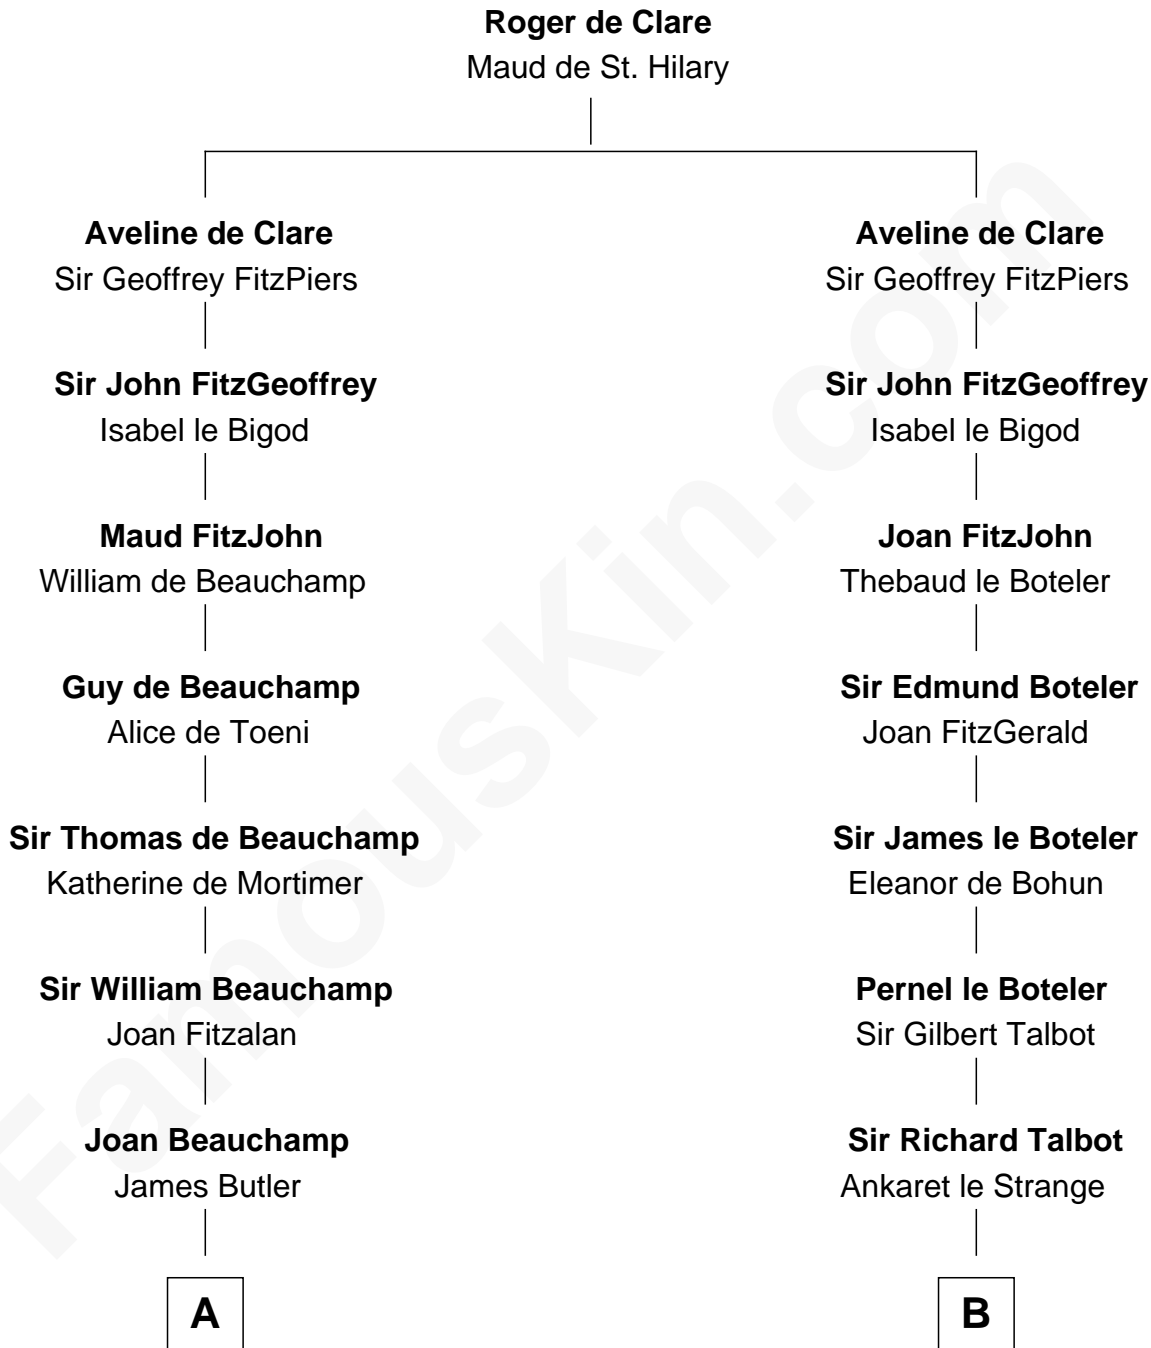 Roger de Clare
Maud de St. Hilary
Aveline de Clare
Sir Geoffrey FitzPiers
Sir John FitzGeoffrey
Isabel le Bigod
Maud FitzJohn
William de Beauchamp
Guy de Beauchamp
Alice de Toeni
Sir Thomas de Beauchamp
Katherine de Mortimer
Sir William Beauchamp
Joan Fitzalan
Joan Beauchamp
James Butler
A
Aveline de Clare
Sir Geoffrey FitzPiers
Sir John FitzGeoffrey
Isabel le Bigod
Joan FitzJohn
Thebaud le Boteler
Sir Edmund Boteler
Joan FitzGerald
Sir James le Boteler
Eleanor de Bohun
Pernel le Boteler
Sir Gilbert Talbot
Sir Richard Talbot
Ankaret le Strange
B
FamousKin.com